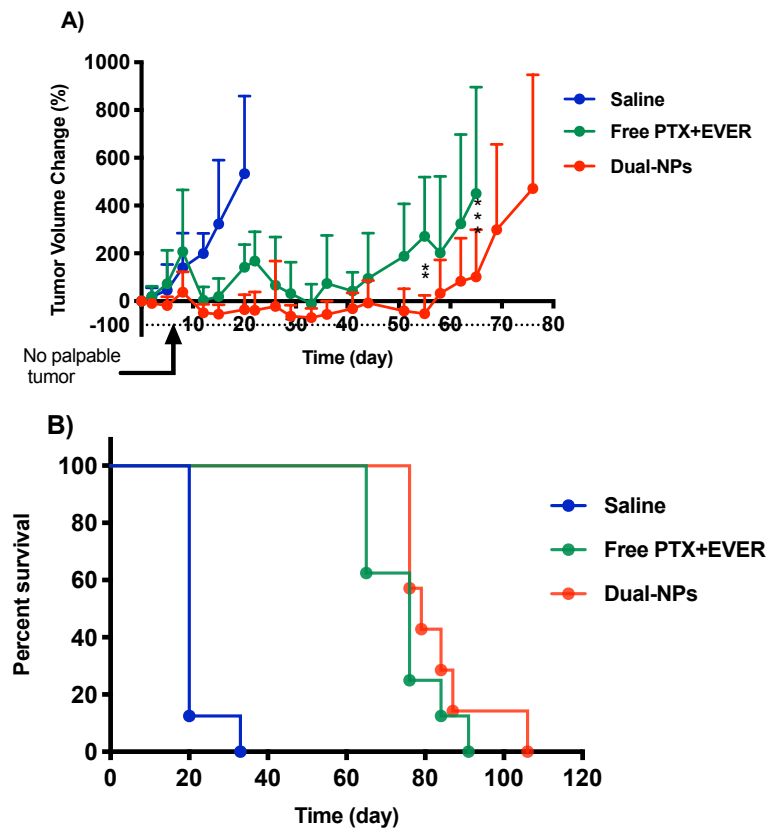 A)
1000
800
600
400
200
0
-100
Tumor Volume Change (%)
Saline
Free PTX+EVER
Dual-NPs
**
***
10 20 30 40 50 60 70 80
Time (day)
No palpable
tumor
B)
100
80
60
40
20
0
Percent survival
Saline
Free PTX+EVER
Dual-NPs
0 20 40 60 80 100 120
Time (day)